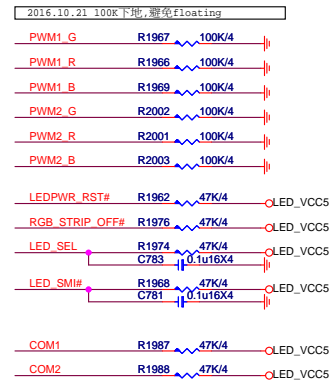 2016.10.21 100K下地,避免floating
PWM1_G R1967 100K/4
PWM1_R R1966 100K/4
PWM1_B R1969 100K/4
PWM2_G R2002 100K/4
PWM2_R R2001 100K/4
PWM2_B R2003 100K/4
LEDPWR_RST# R1962 47K/4 LED_VCC5
RGB_STRIP_OFF# R1976 47K/4 LED_VCC5
LED_SEL R1974 47K/4 LED_VCC5
C783 0.1u16X4
LED_SMI# R1968 47K/4 LED_VCC5
C781 0.1u16X4
COM1 R1987 47K/4 LED_VCC5
COM2 R1988 47K/4 LED_VCC5